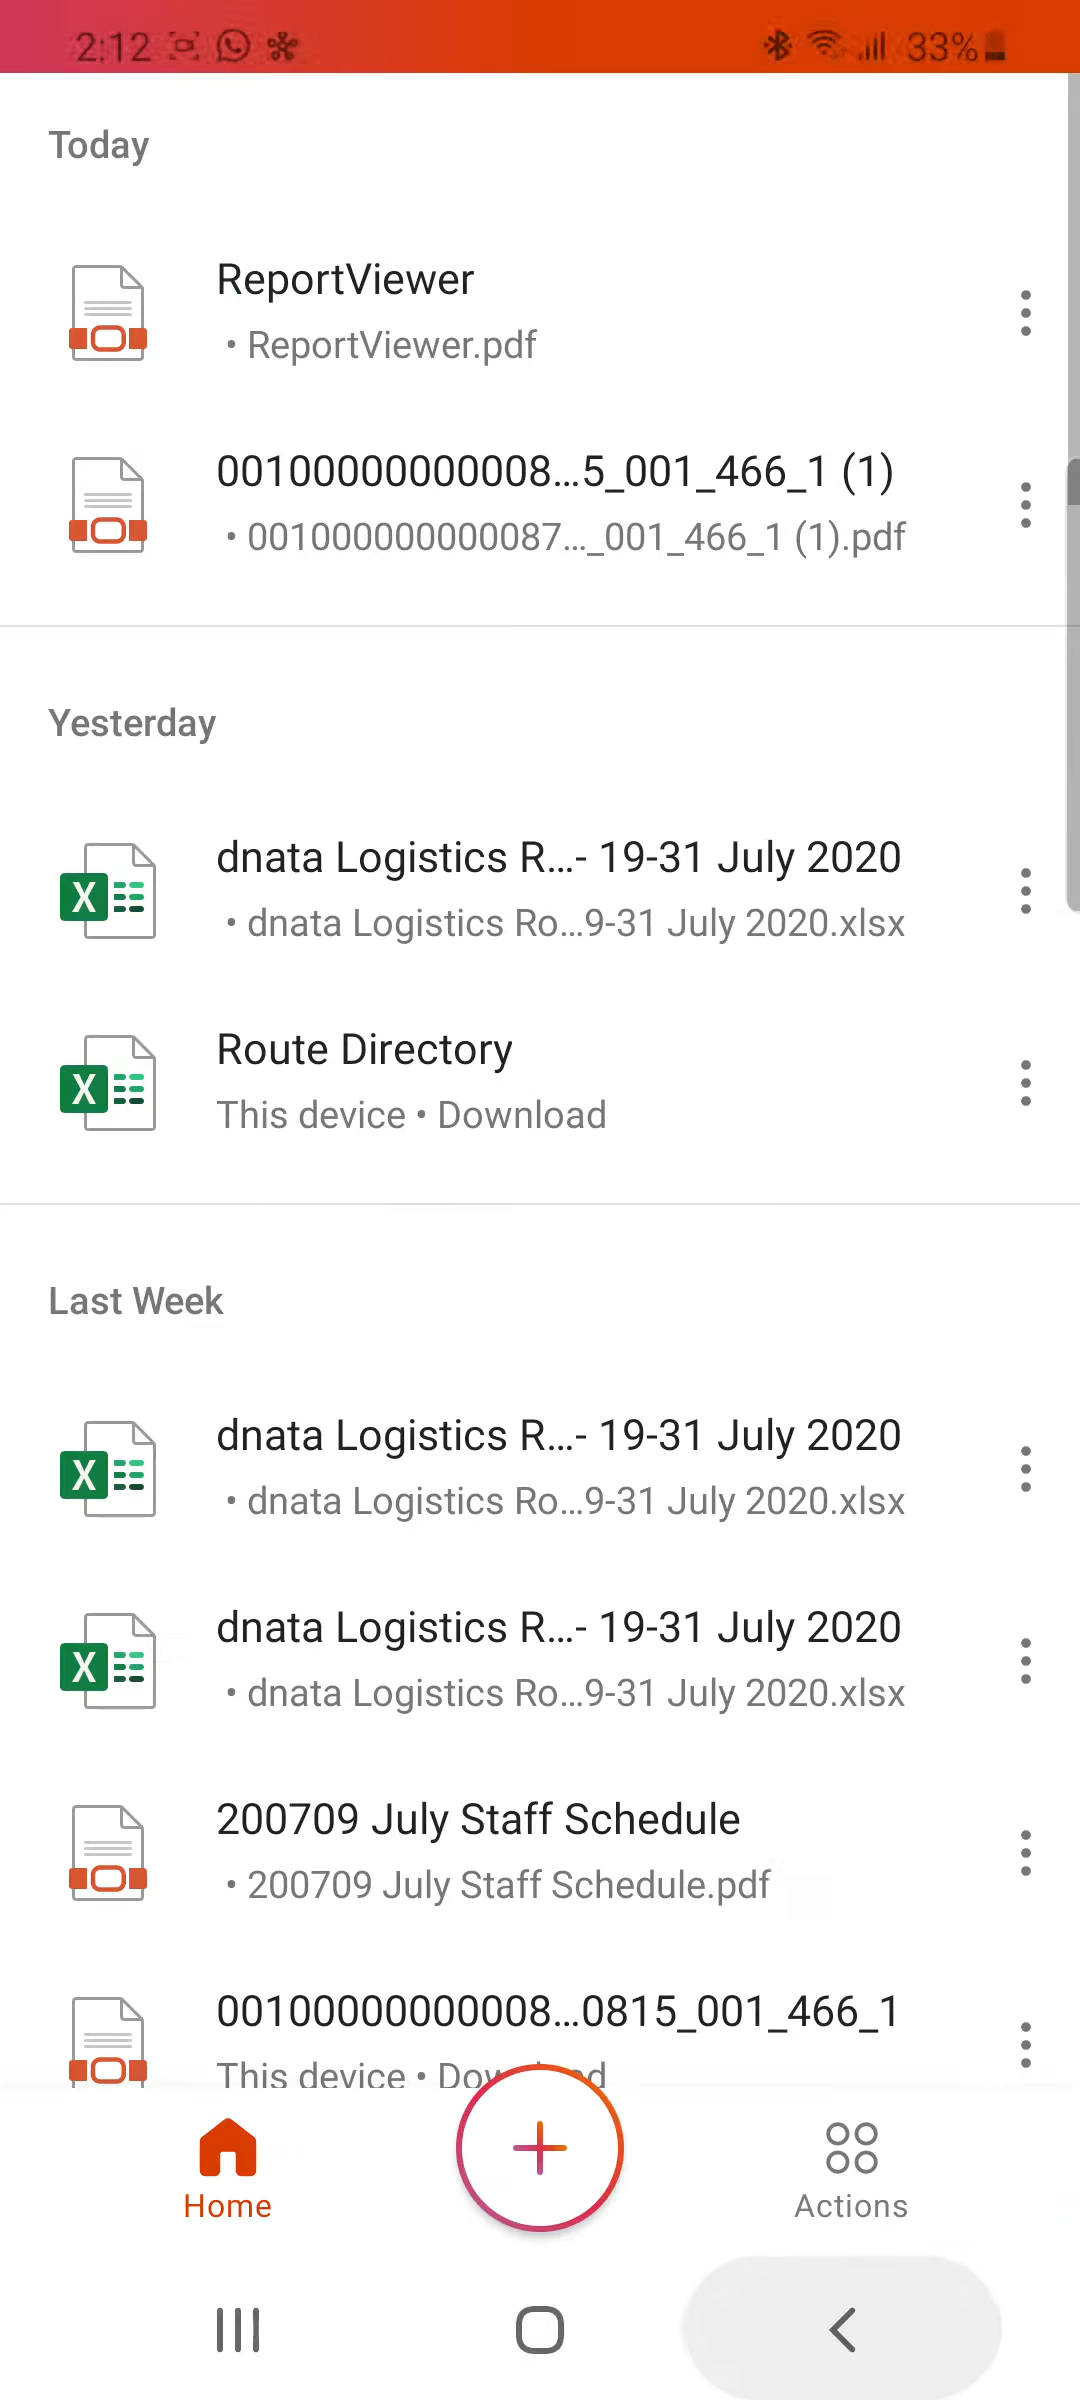 2:12
33%
Today
ReportViewer
• ReportViewer.pdf
00100000000008...5_001_466_1 (1)
• 001000000000087..._001_466_1 (1).pdf
Yesterday
dnata Logistics R...- 19-31 July 2020
• dnata Logistics Ro...9-31 July 2020.xlsx
X
Route Directory
This device • Download
X
Last Week
dnata Logistics R...- 19-31 July 2020
• dnata Logistics Ro...9-31 July 2020.xlsx
X
dnata Logistics R...- 19-31 July 2020
• dnata Logistics Ro...9-31 July 2020.xlsx
X
200709 July Staff Schedule
• 200709 July Staff Schedule.pdf
00100000000008...0815_001_466_1
This device •
Home
Actions